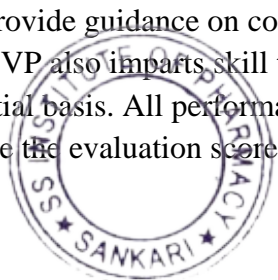 rovide guidance on co
VP also imparts skill
tial basis. All performa
e the evaluation score
SS INSTITUTE OF PHARMACY
★ SANKARI ★